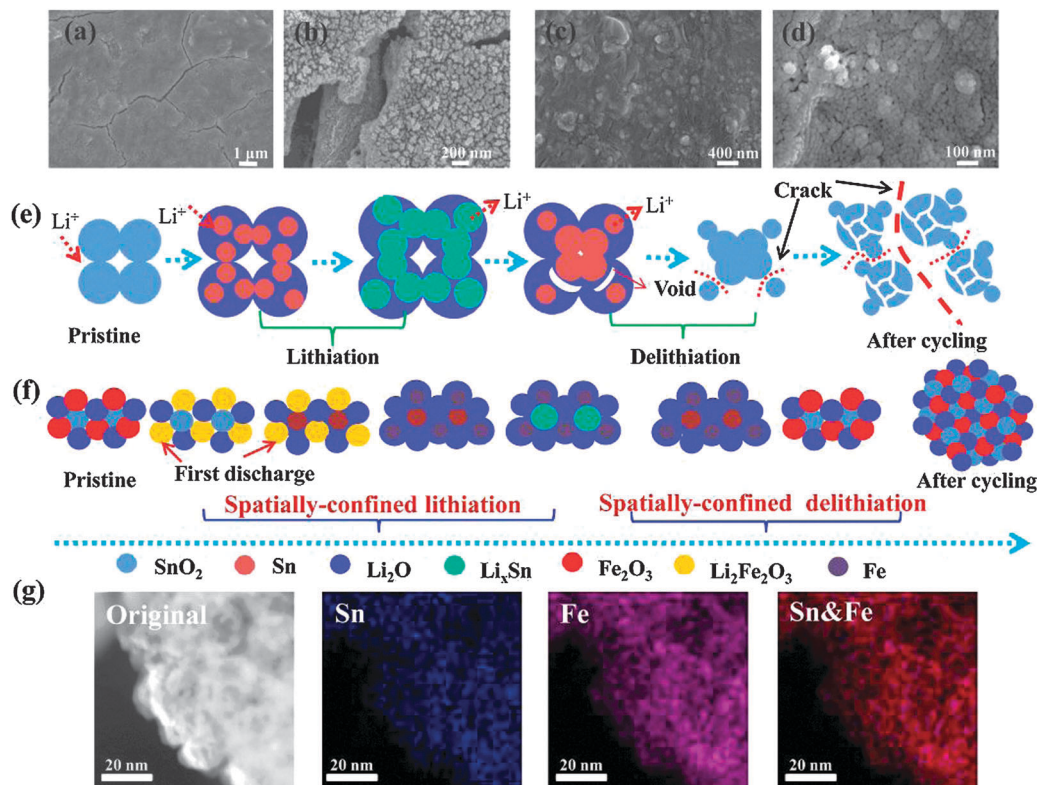 (a)
(b)
(c)
(d)
1 μm
200 nm
400 nm
100 nm
(e)
Li⁺
Li⁺
Li⁺
Li⁺
Crack
Void
Pristine
Lithiation
Delithiation
After cycling
(f)
First discharge
Pristine
After cycling
Spatially-confined lithiation
Spatially-confined delithiation
SnO₂
Sn
Li₂O
LiₓSn
Fe₂O₃
Li₂Fe₂O₃
Fe
(g)
Original
Sn
Fe
Sn&Fe
20 nm
20 nm
20 nm
20 nm